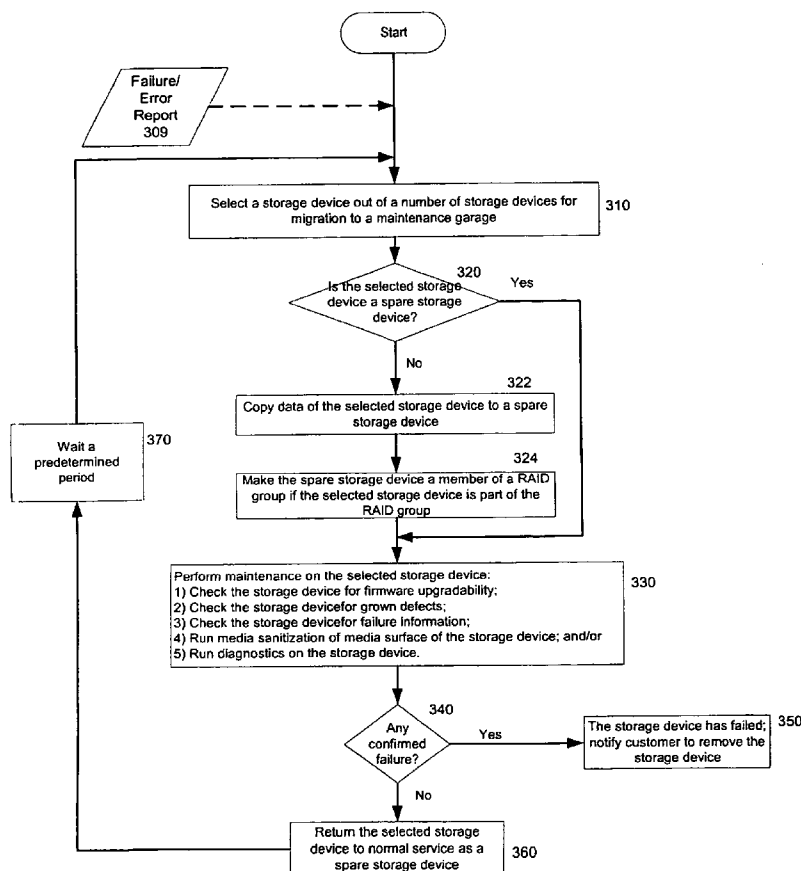 Start
Failure/
Error
Report
309
Select a storage device out of a number of storage devices for
migration to a maintenance garage
310
320
Is the selected storage
device a spare storage
device?
Yes
No
322
Copy data of the selected storage device to a spare
storage device
324
Make the spare storage device a member of a RAID
group if the selected storage device is part of the
RAID group
370
Wait a
predetermined
period
Perform maintenance on the selected storage device:
1) Check the storage device for firmware upgradability;
2) Check the storage devicefor grown defects;
3) Check the storage devicefor failure information;
4) Run media sanitization of media surface of the storage device; and/or
5) Run diagnostics on the storage device.
330
340
Any
confirmed
failure?
Yes
The storage device has failed;
notify customer to remove the
storage device
350
No
Return the selected storage
device to normal service as a
spare storage device
360